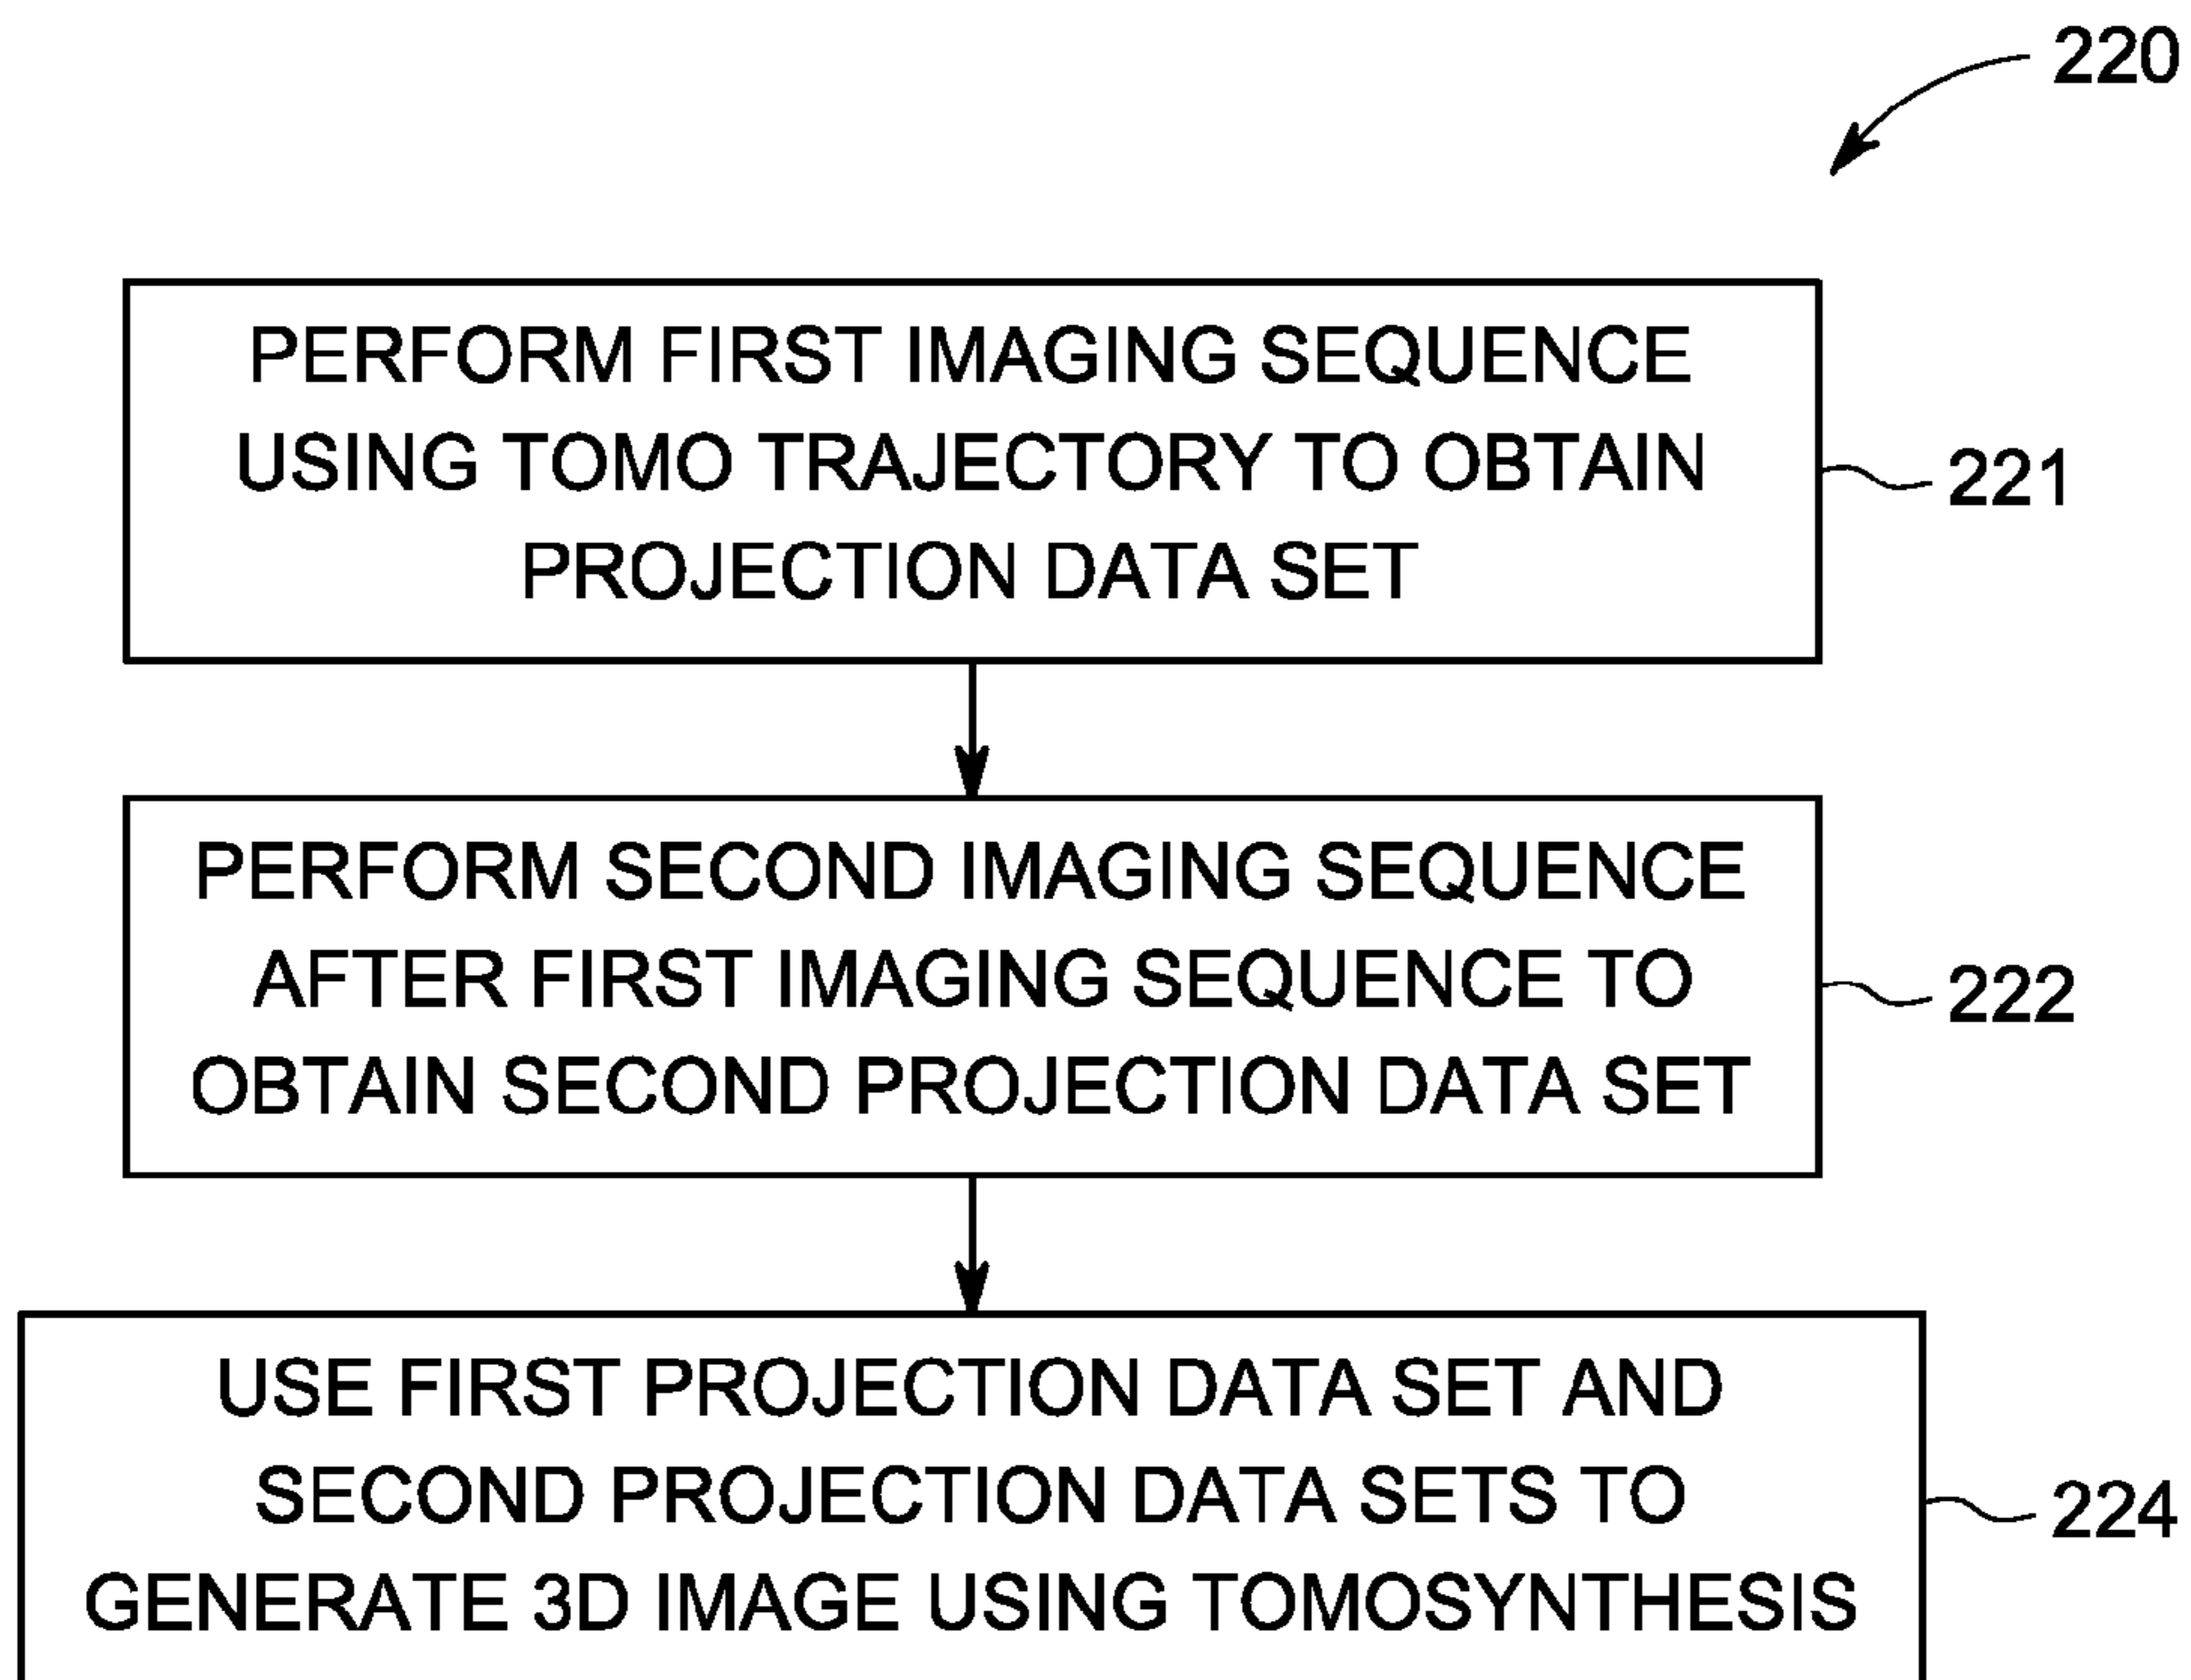 220
PERFORM FIRST IMAGING SEQUENCE
USING TOMO TRAJECTORY TO OBTAIN
PROJECTION DATA SET
221
PERFORM SECOND IMAGING SEQUENCE
AFTER FIRST IMAGING SEQUENCE TO
OBTAIN SECOND PROJECTION DATA SET
222
USE FIRST PROJECTION DATA SET AND
SECOND PROJECTION DATA SETS TO
GENERATE 3D IMAGE USING TOMOSYNTHESIS
224